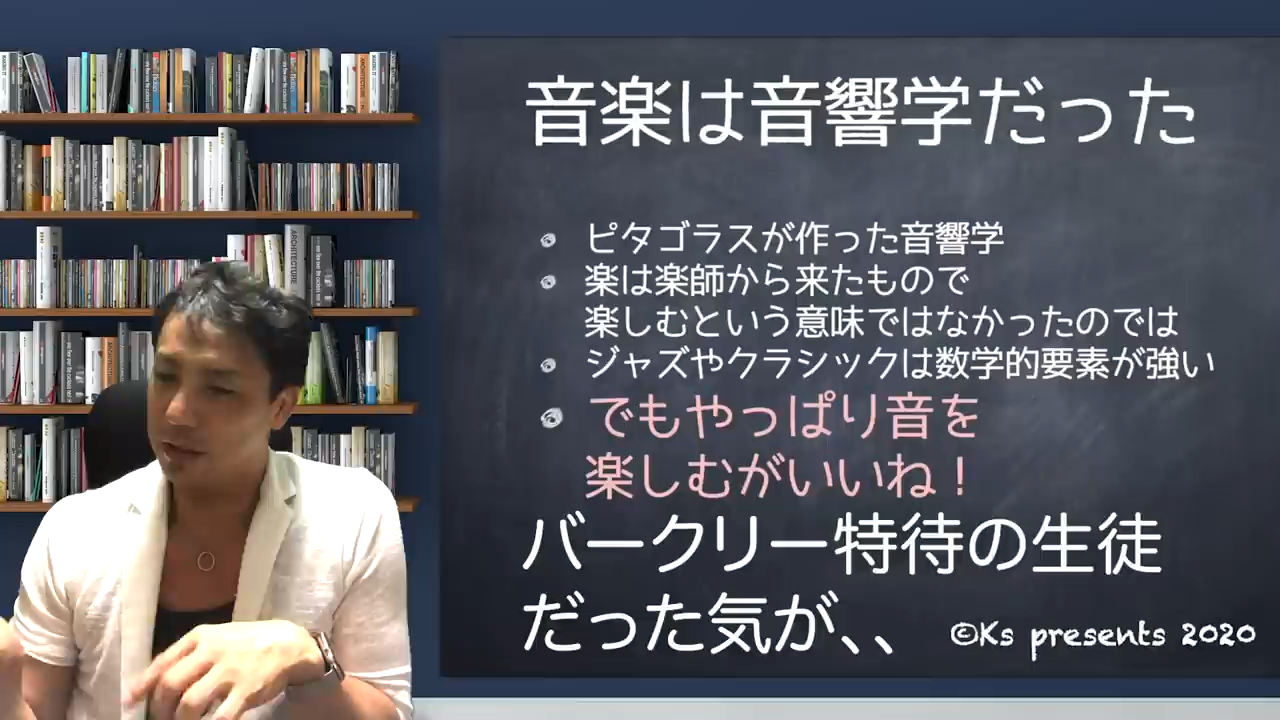 音楽は音響学だった
ピタゴラスが作った音響学
楽は楽師から来たもので
楽しむという意味ではなかったのでは
ジャズやクラシックは数学的要素が強い
でもやっぱり音を
楽しむがいいね！
バークリー特待の生徒
だった気が、、
©Ks presents 2020
ARCHITECTURE